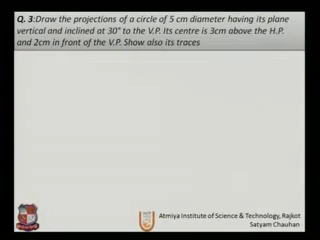 Q. 3:Draw the projections of a circle of 5 cm diameter having its plane
vertical and inclined at 30° to the V.P. Its centre is 3cm above the H.P.
and 2cm in front of the V.P. Show also its traces
Atmiya Institute of Science & Technology, Rajkot
Satyam Chauhan